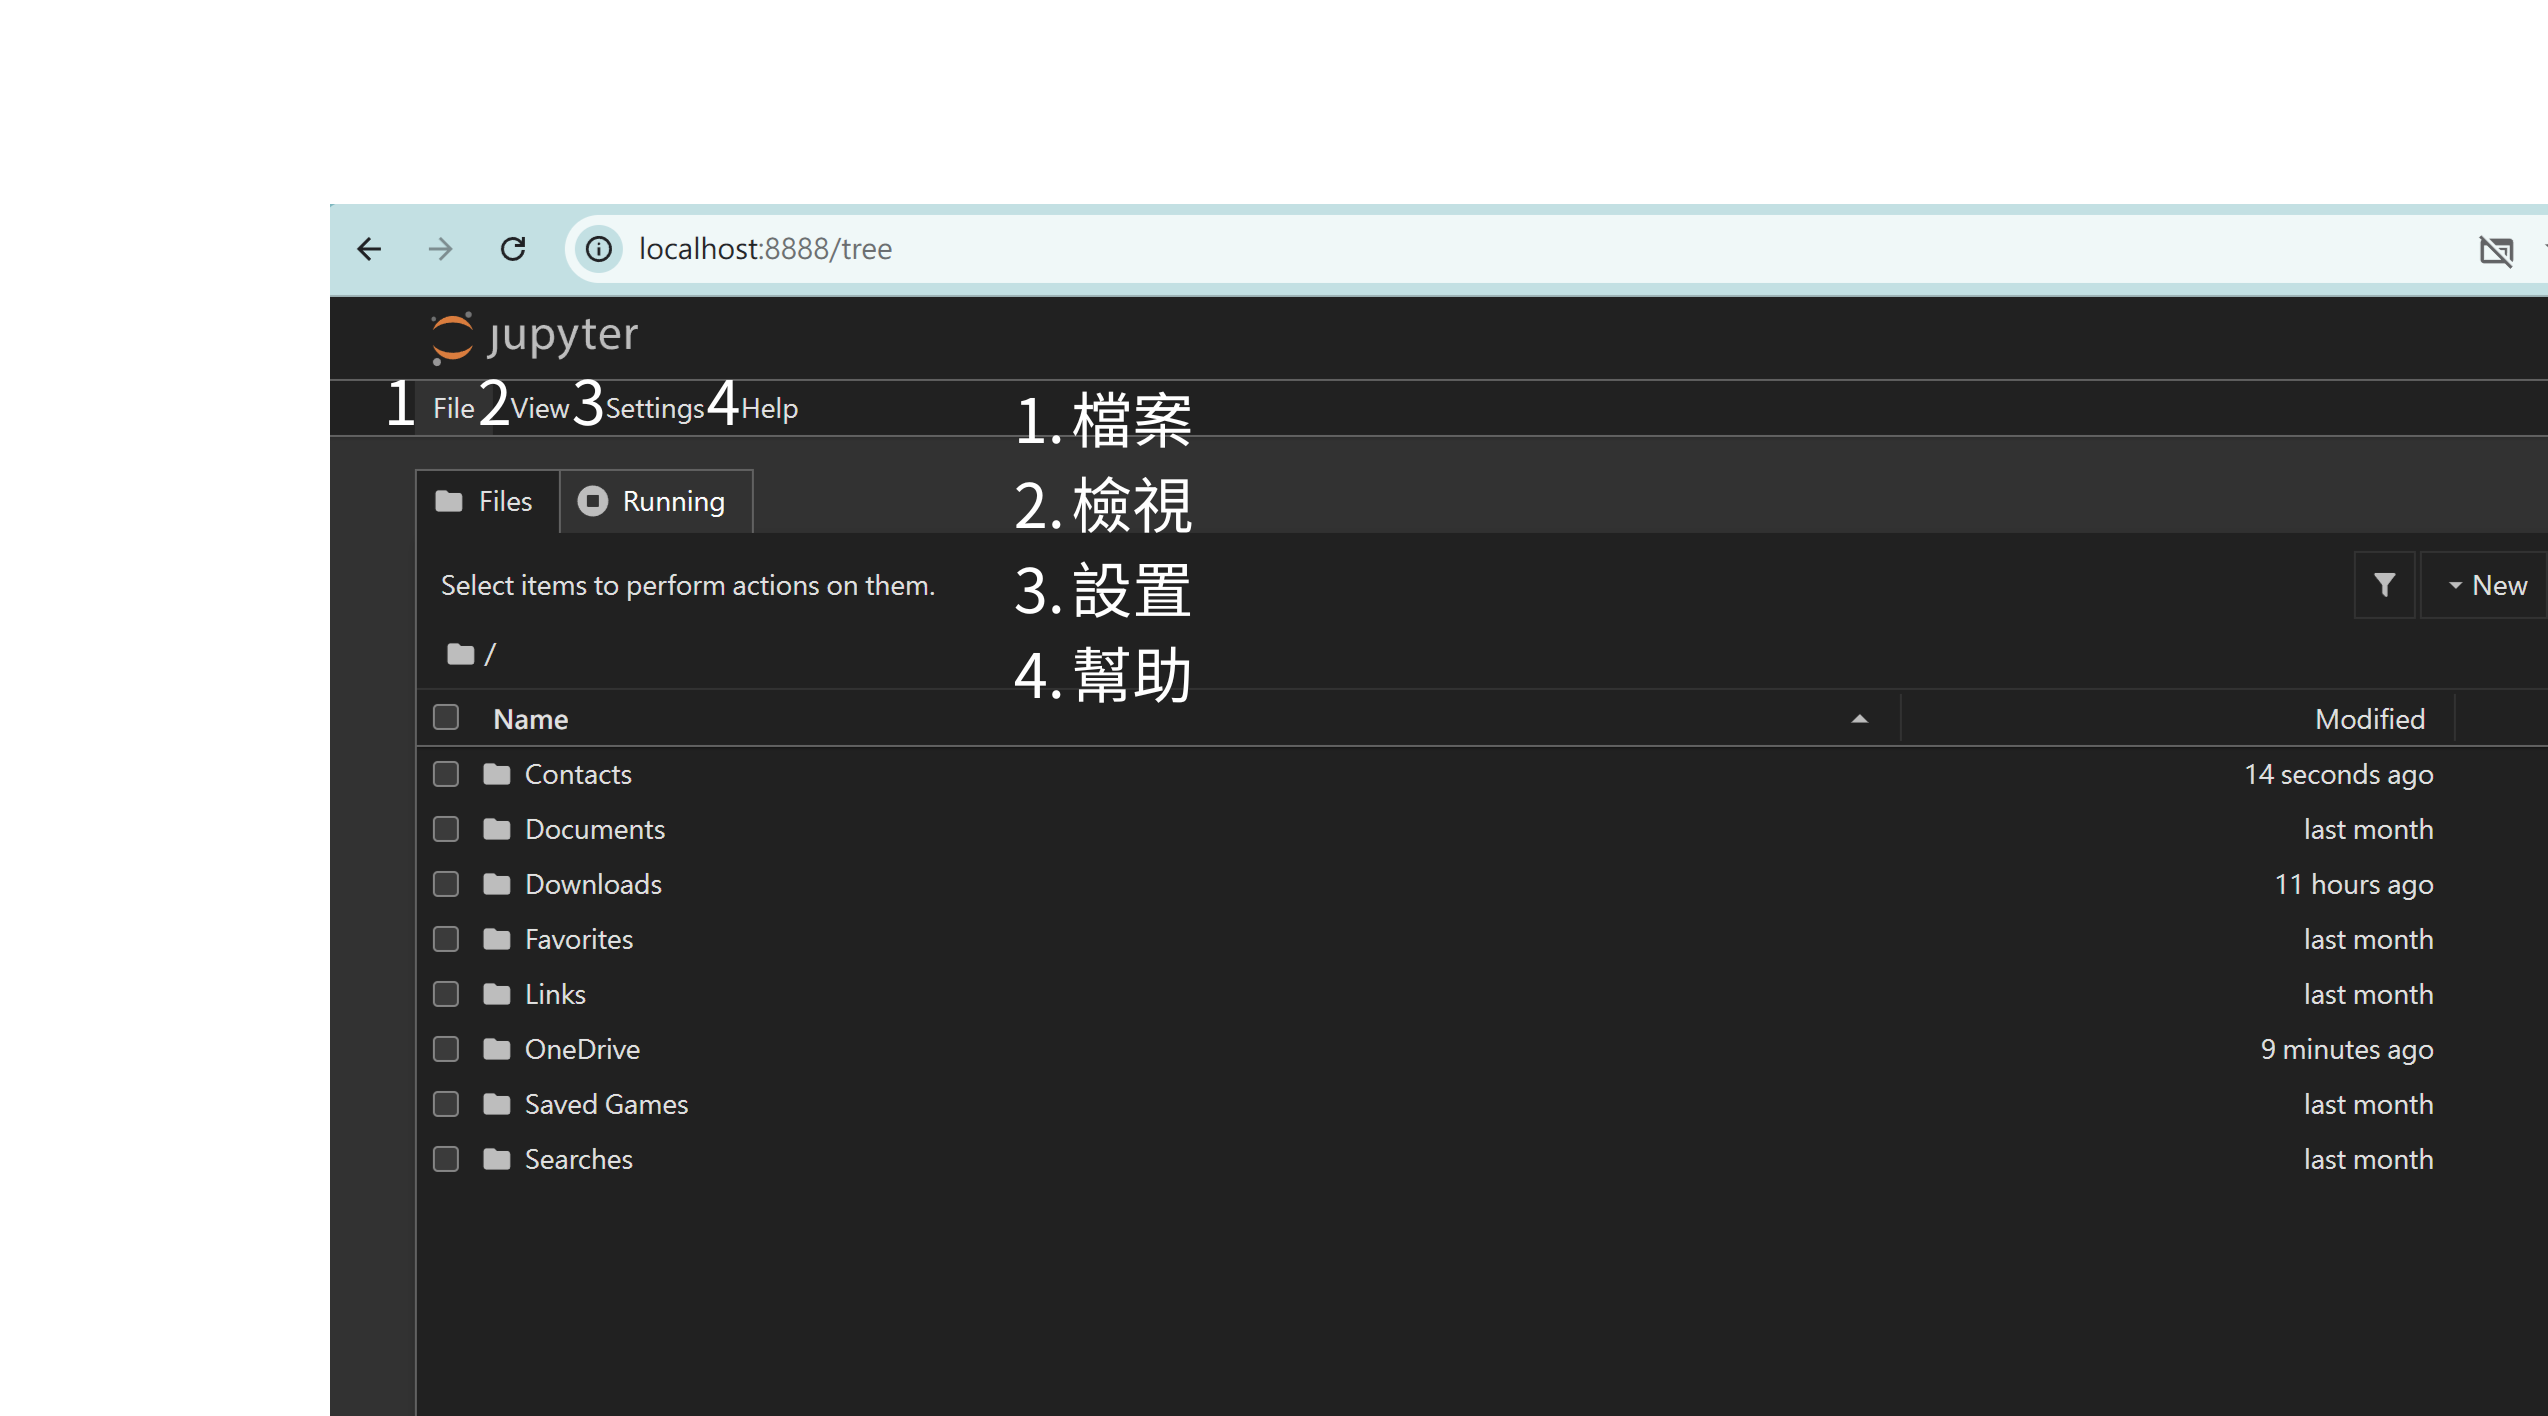 localhost:8888/tree
jupyter
1 File 2 View 3 Settings 4 Help
1. 檔案
2. 檢視
3. 設置
4. 幫助
Files Running
Select items to perform actions on them.
New
/
Name Modified
Contacts 14 seconds ago
Documents last month
Downloads 11 hours ago
Favorites last month
Links last month
OneDrive 9 minutes ago
Saved Games last month
Searches last month